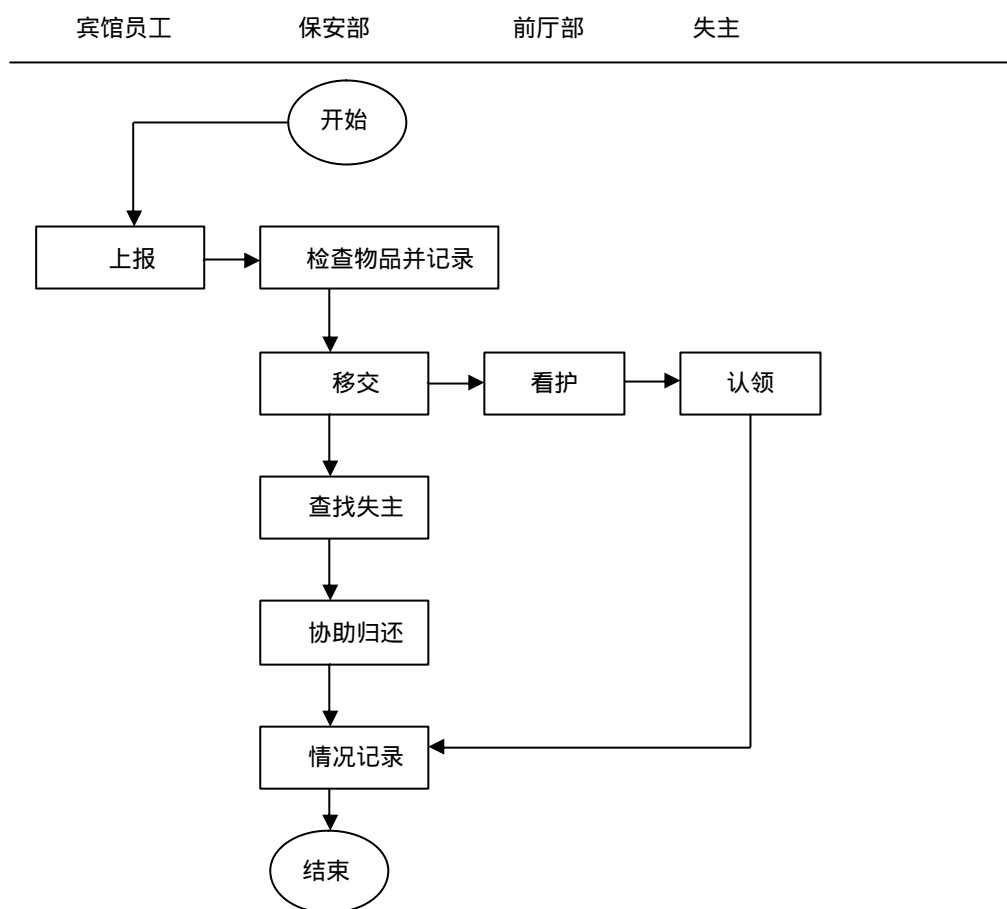 宾馆员工 保安部 前厅部 失主
开始
上报 检查物品并记录
移交 看护 认领
查找失主
协助归还
情况记录
结束